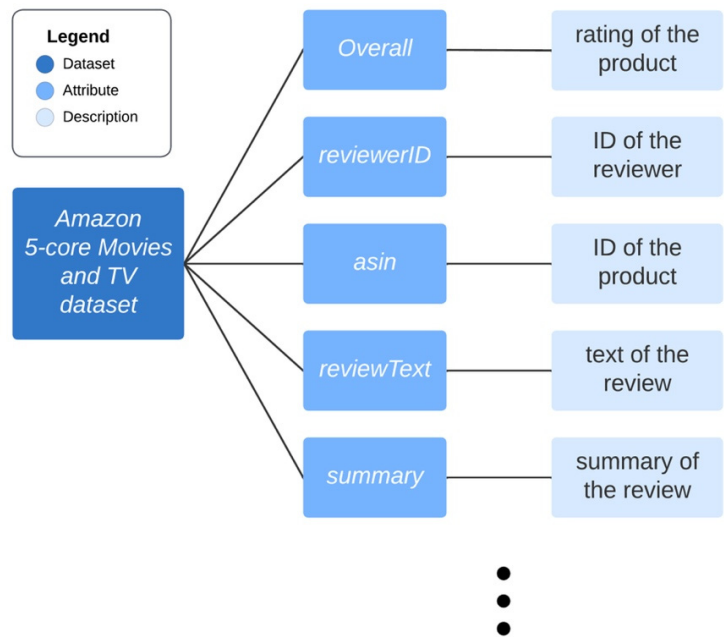 Legend
Dataset
Attribute
Description
Amazon
5-core Movies
and TV
dataset
Overall
rating of the
product
reviewerID
ID of the
reviewer
asin
ID of the
product
reviewText
text of the
review
summary
summary of
the review